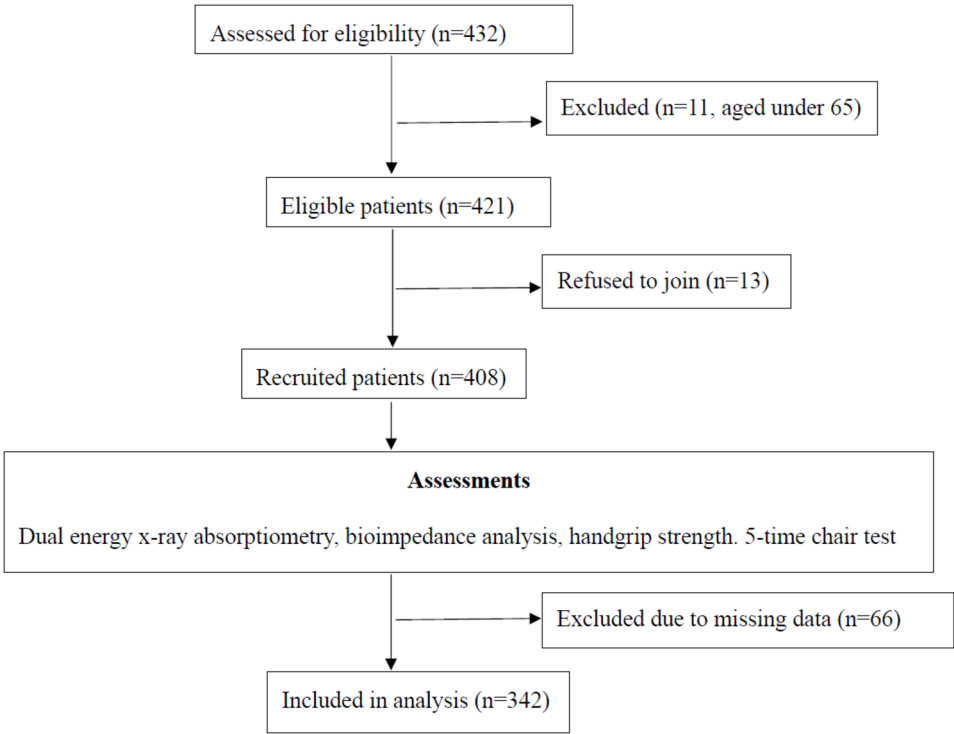 Assessed for eligibility (n=432)
Excluded (n=11, aged under 65)
Eligible patients (n=421)
Refused to join (n=13)
Recruited patients (n=408)
Assessments
Dual energy x-ray absorptiometry, bioimpedance analysis, handgrip strength. 5-time chair test
Excluded due to missing data (n=66)
Included in analysis (n=342)